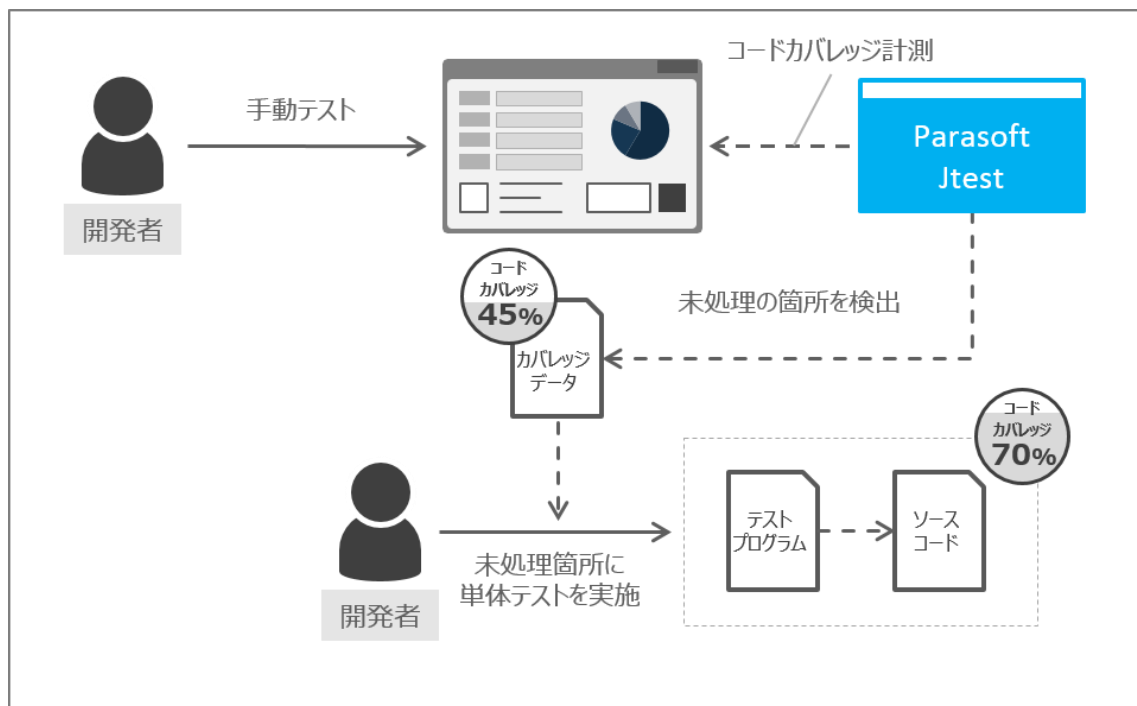 コードカバレッジ計測
手動テスト
Parasoft
Jtest
開発者
コード
カバレッジ
45%
未処理の箇所を検出
カバレッジ
データ
コード
カバレッジ
70%
テスト
プログラム
ソース
コード
未処理箇所に
単体テストを実施
開発者